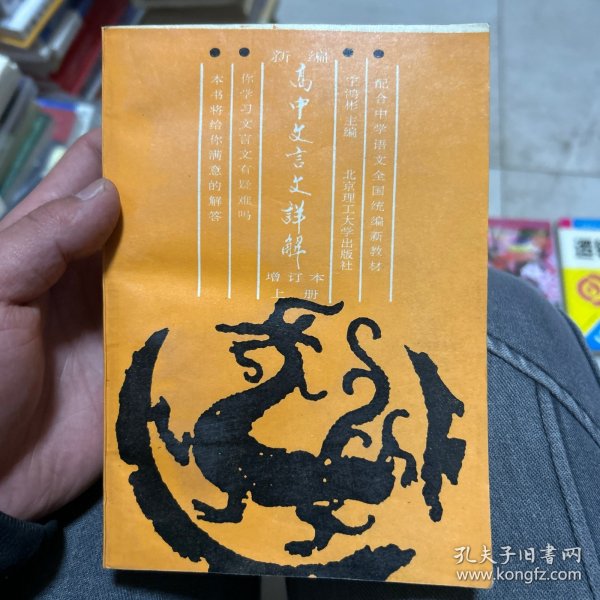 新编
配合中学语文全国统编新教材
宁鸿彬 主编 北京理工大学出版社
高中文言文詳解
增订本
上册
你学习文言文有疑难吗
本书将给你满意的解答
孔夫子旧书网
www.kongfz.com